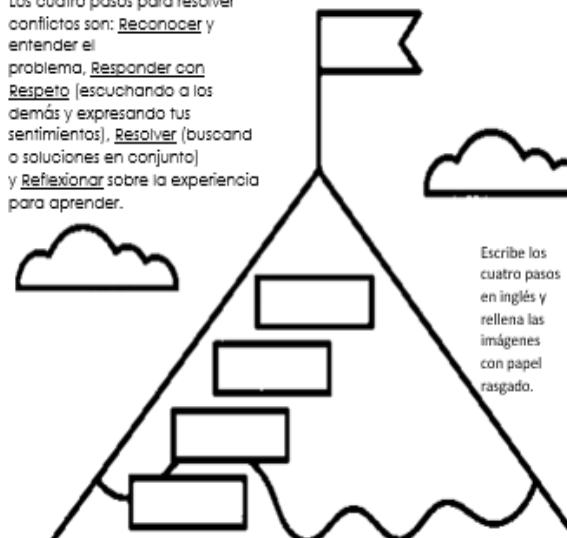 Los cuatro pasos para resolver
conflictos son: Reconocer y
entender el
problema, Responder con
Respeto (escuchando a los
demás y expresando tus
sentimientos), Resolver (buscand
o soluciones en conjunto)
y Reflexionar sobre la experiencia
para aprender.
Escribe los
cuatro pasos
en inglés y
rellena las
imágenes
con papel
rasgado.